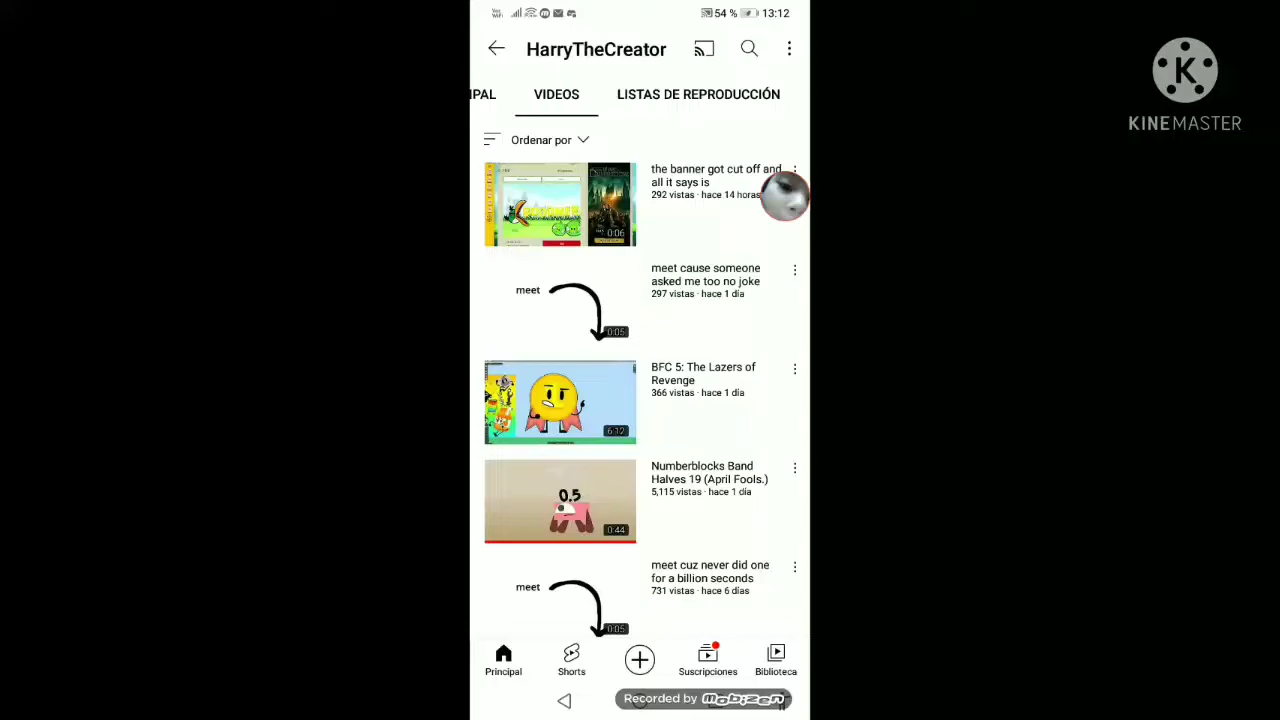 54 % 13:12
HarryTheCreator
IPAL VIDEOS LISTAS DE REPRODUCCIÓN
Ordenar por
the banner got cut off and
all it says is
292 vistas · hace 14 horas
0:06
meet cause someone
asked me too no joke
297 vistas · hace 1 día
meet
0:05
BFC 5: The Lazers of
Revenge
366 vistas · hace 1 día
6:12
Numberblocks Band
Halves 19 (April Fools.)
5,115 vistas · hace 1 día
0.5
0:44
meet cuz never did one
for a billion seconds
731 vistas · hace 6 días
meet
0:05
Principal Shorts Suscripciones Biblioteca
Recorded by Mobizen
K
KINEMASTER